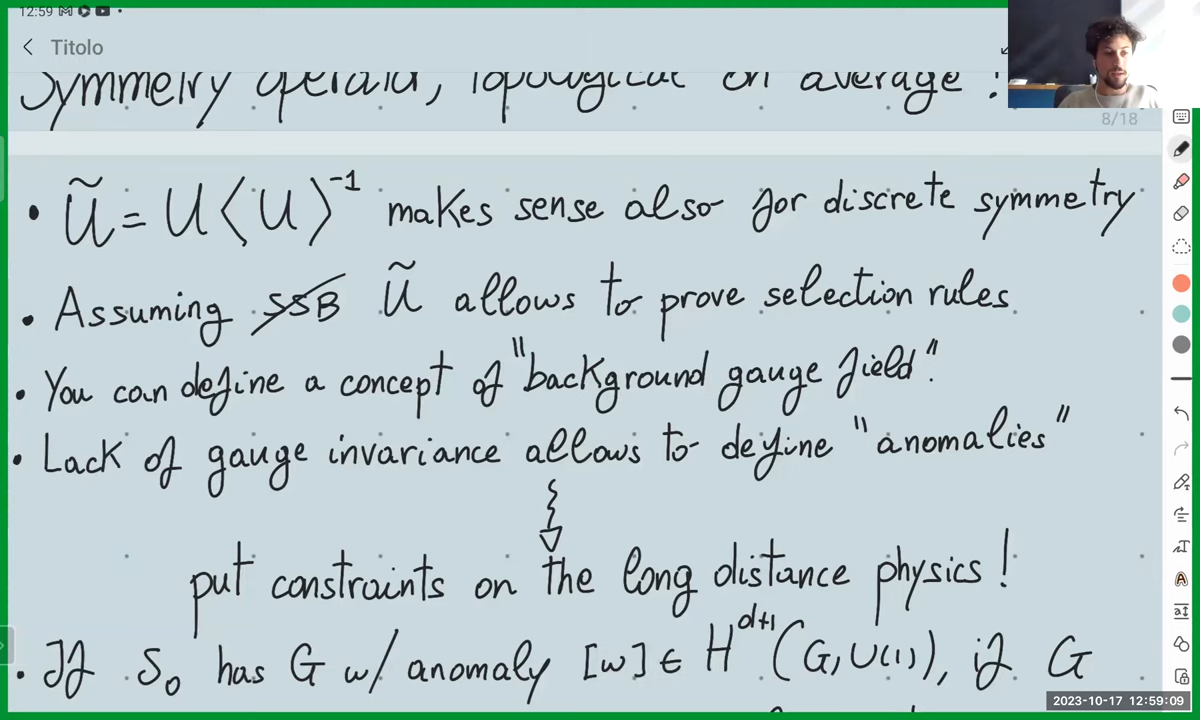 12:59
Titolo
Symmetry operator, topological on average!
8/18
• Ũ = U⟨U⟩⁻¹ makes sense also for discrete symmetry
• Assuming SSB Ũ allows to prove selection rules.
• You can define a concept of "background gauge field".
• Lack of gauge invariance allows to define "anomalies"
put constraints on the long distance physics!
• If S₀ has G w/ anomaly [w] ∈ Hᵈ⁺¹(G, U(1)), if G
2023-10-17 12:59:09